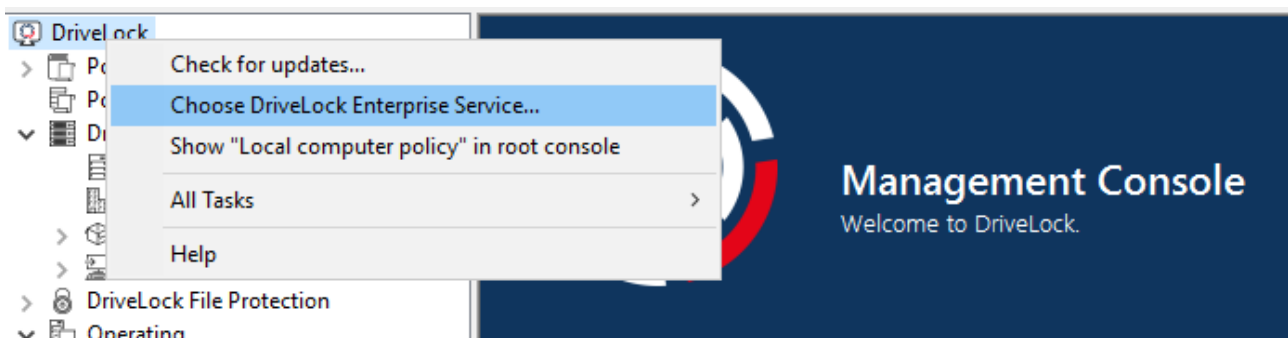 DriveLock
Check for updates...
Choose DriveLock Enterprise Service...
Show "Local computer policy" in root console
All Tasks
Help
DriveLock File Protection
Operating
Management Console
Welcome to DriveLock.